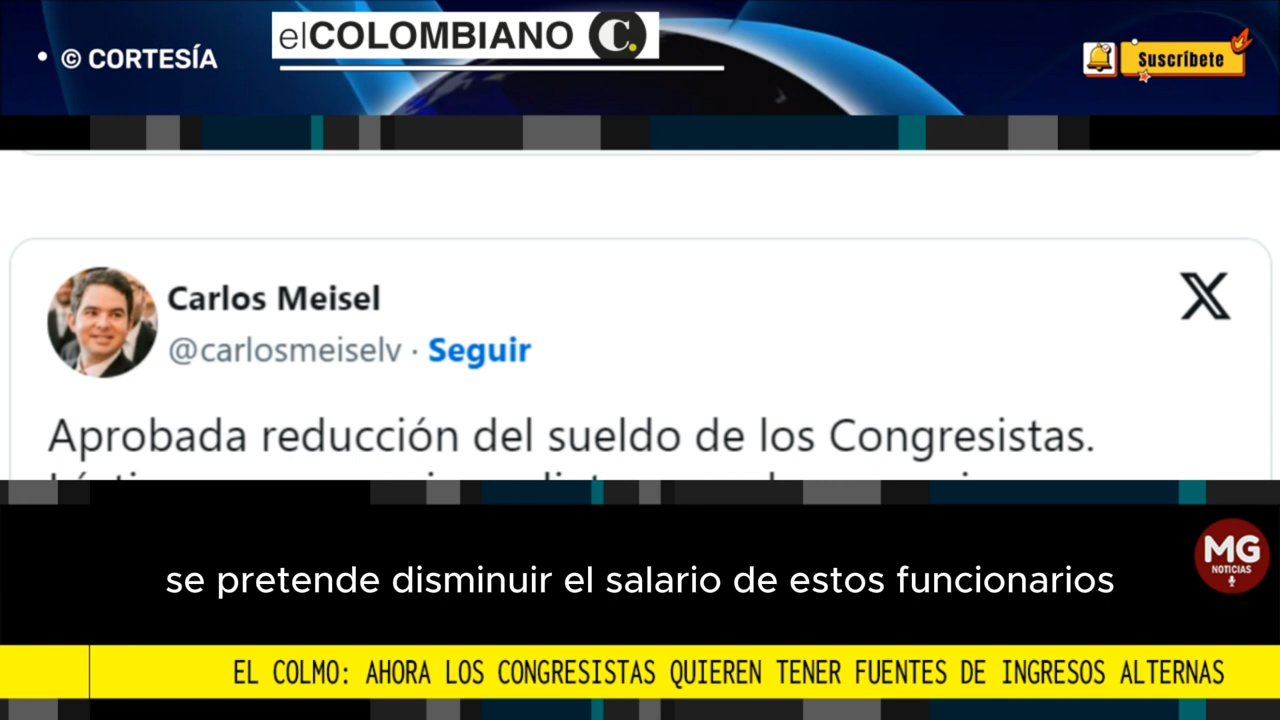 elCOLOMBIANO C.
• © CORTESÍA
Suscríbete
Carlos Meisel
X
@carlosmeiselv · Seguir
Aprobada reducción del sueldo de los Congresistas.
MG
NOTICIAS
se pretende disminuir el salario de estos funcionarios
EL COLMO: AHORA LOS CONGRESISTAS QUIEREN TENER FUENTES DE INGRESOS ALTERNAS